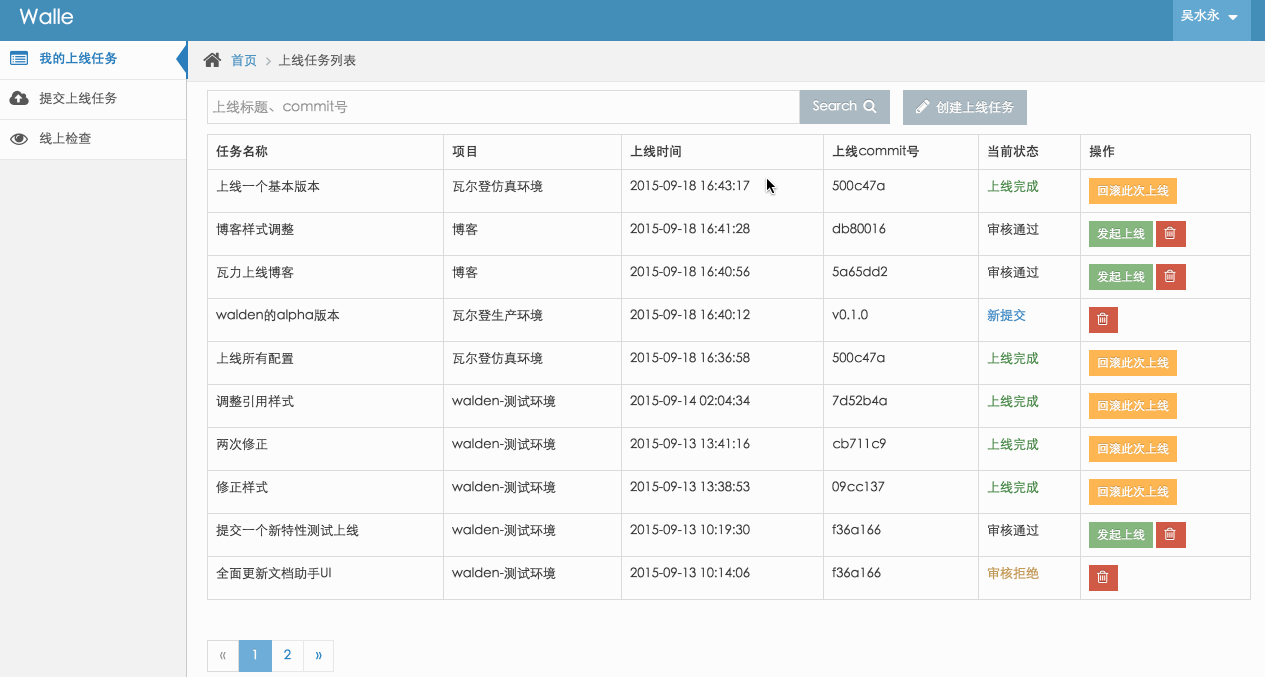 Walle
吴水永
我的上线任务
提交上线任务
线上检查
首页 > 上线任务列表
上线标题、commit号
Search
创建上线任务
任务名称 项目 上线时间 上线commit号 当前状态 操作
上线一个基本版本 瓦尔登仿真环境 2015-09-18 16:43:17 500c47a 上线完成 回滚此次上线
博客样式调整 博客 2015-09-18 16:41:28 db80016 审核通过 发起上线
瓦力上线博客 博客 2015-09-18 16:40:56 5a65dd2 审核通过 发起上线
walden的alpha版本 瓦尔登生产环境 2015-09-18 16:40:12 v0.1.0 新提交
上线所有配置 瓦尔登仿真环境 2015-09-18 16:36:58 500c47a 上线完成 回滚此次上线
调整引用样式 walden-测试环境 2015-09-14 02:04:34 7d52b4a 上线完成 回滚此次上线
两次修正 walden-测试环境 2015-09-13 13:41:16 cb711c9 上线完成 回滚此次上线
修正样式 walden-测试环境 2015-09-13 13:38:53 09cc137 上线完成 回滚此次上线
提交一个新特性测试上线 walden-测试环境 2015-09-13 10:19:30 f36a166 审核通过 发起上线
全面更新文档助手UI walden-测试环境 2015-09-13 10:14:06 f36a166 审核拒绝
« 1 2 »